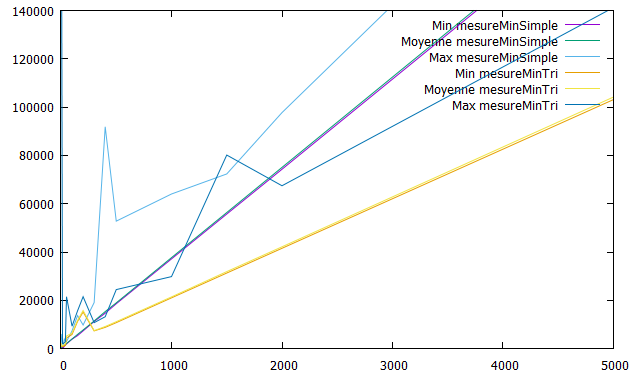 140000
120000
100000
80000
60000
40000
20000
0
0 1000 2000 3000 4000 5000
Min mesureMinSimple
Moyenne mesureMinSimple
Max mesureMinSimple
Min mesureMinTri
Moyenne mesureMinTri
Max mesureMinTri